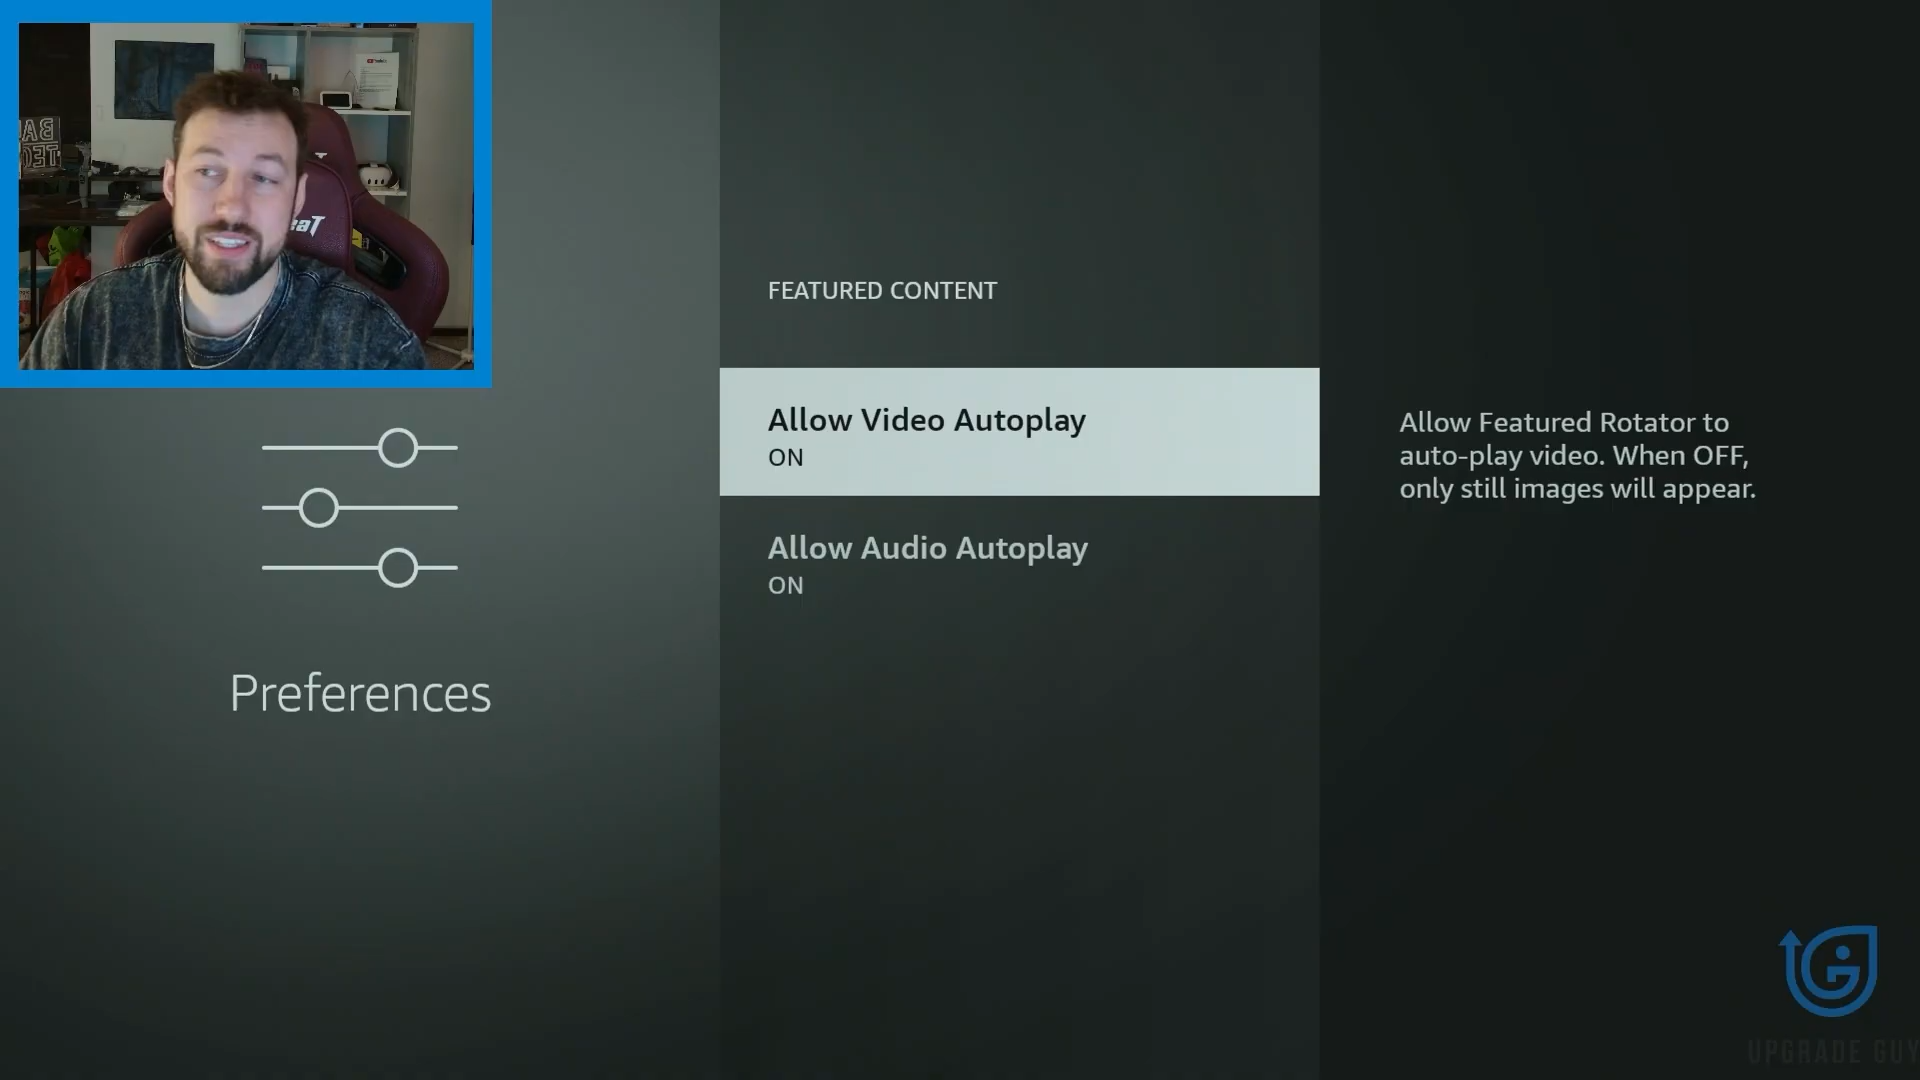 FEATURED CONTENT
Allow Video Autoplay
ON
Allow Audio Autoplay
ON
Allow Featured Rotator to
auto-play video. When OFF,
only still images will appear.
Preferences
UPGRADE GUY